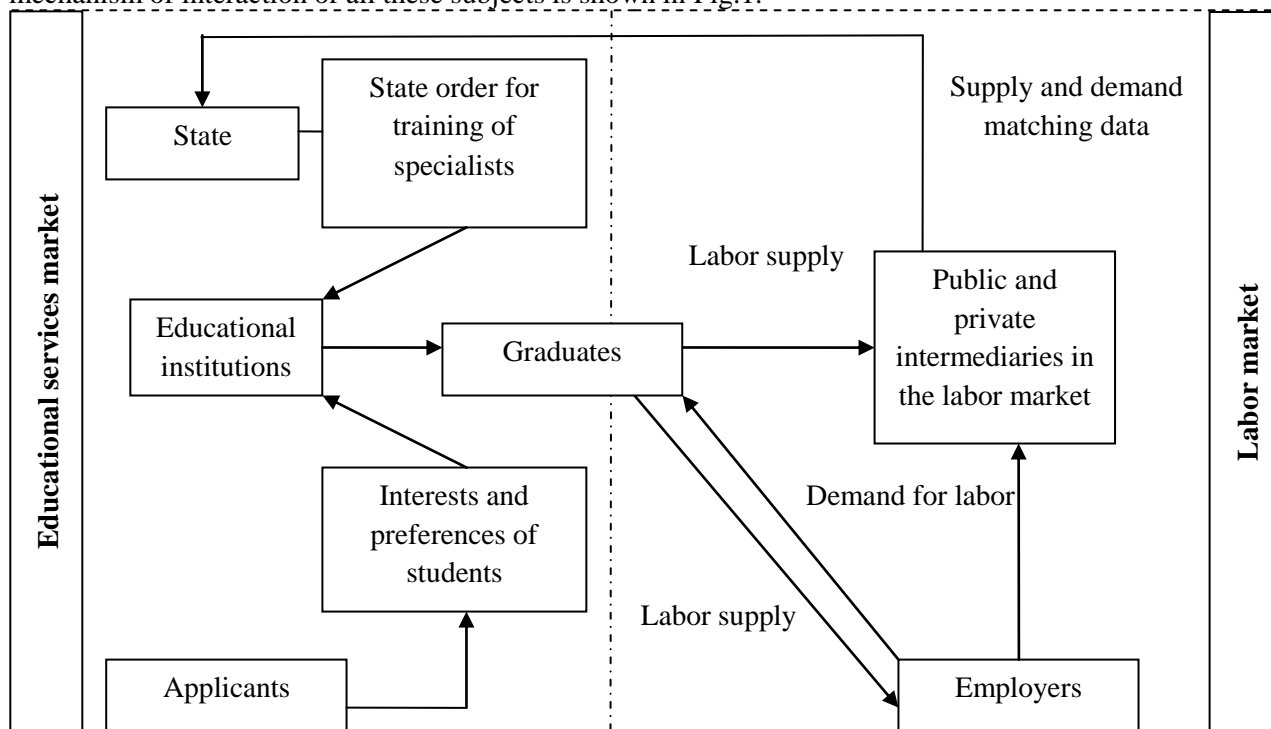 mechanism of interaction of all these subjects is shown in Fig.1.
Educational services market
State
State order for
training of
specialists
Supply and demand
matching data
Labor supply
Educational
institutions
Graduates
Public and
private
intermediaries in
the labor market
Interests and
preferences of
students
Demand for labor
Labor supply
Applicants
Employers
Labor market